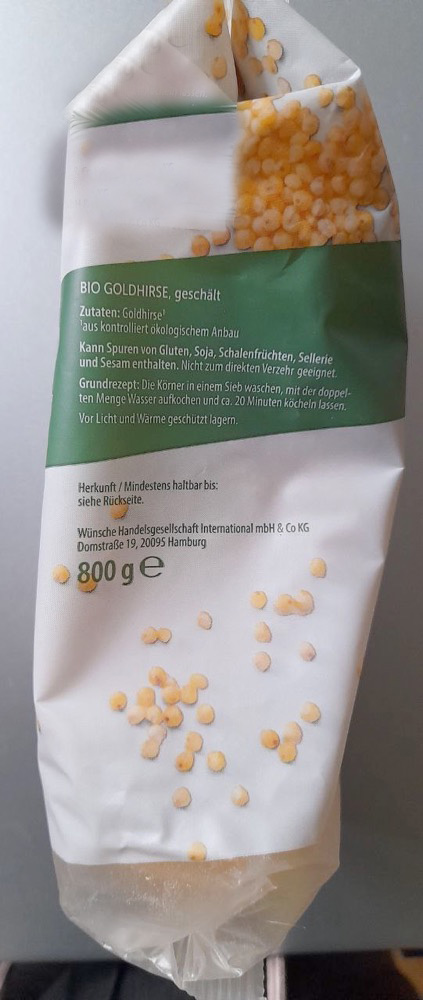 BIO GOLDHIRSE, geschält
Zutaten: Goldhirse¹
¹aus kontrolliert ökologischem Anbau
Kann Spuren von Gluten, Soja, Schalenfrüchten, Sellerie
und Sesam enthalten. Nicht zum direkten Verzehr geeignet.
Grundrezept: Die Körner in einem Sieb waschen, mit der doppel-
ten Menge Wasser aufkochen und ca. 20 Minuten köcheln lassen.
Vor Licht und Wärme geschützt lagern.
Herkunft / Mindestens haltbar bis:
siehe Rückseite.
Wünsche Handelsgesellschaft International mbH & Co KG
Domstraße 19, 20095 Hamburg
800 g ℮